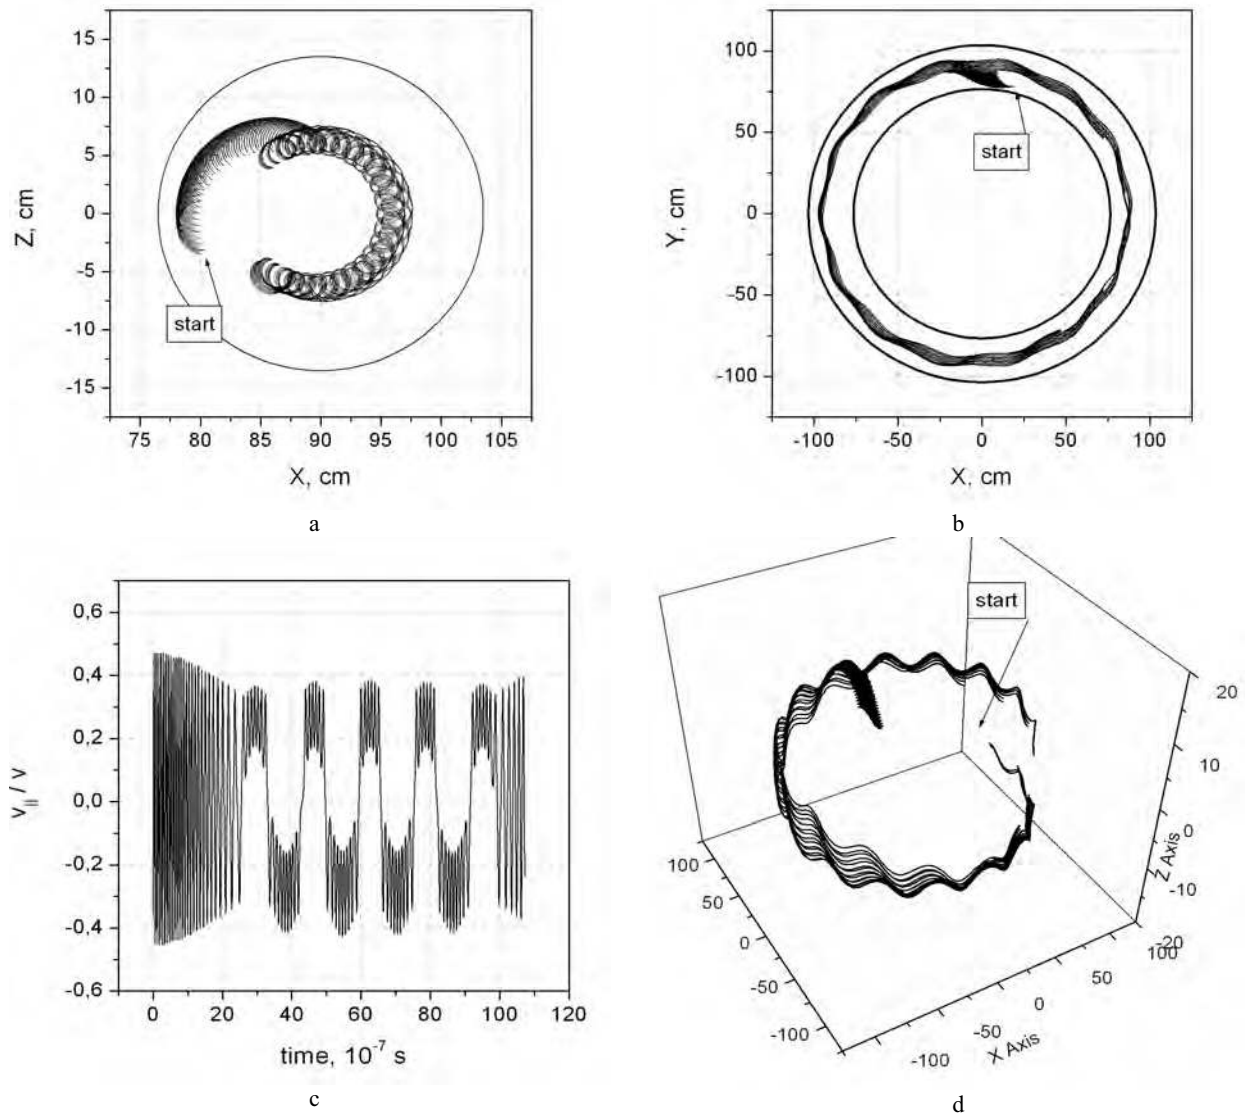 15
10
5
0
-5
-10
-15
Z, cm
start
75 80 85 90 95 100 105
X, cm
a
100
50
0
-50
-100
Y, cm
start
-100 -50 0 50 100
X, cm
b
0,6
0,4
0,2
0,0
-0,2
-0,4
-0,6
v|| / v
0 20 40 60 80 100 120
time, 10⁻⁷ s
c
start
20
10
0
-10
-20
Z Axis
100
50
0
-50
-100
100
50
0
-50
-100
X Axis
d